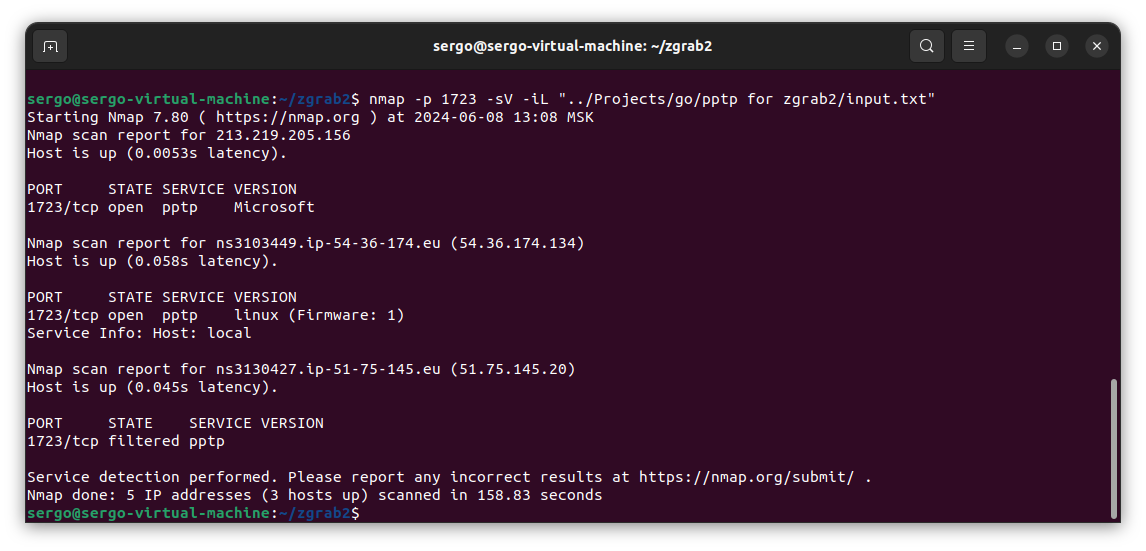 sergo@sergo-virtual-machine: ~/zgrab2
sergo@sergo-virtual-machine:~/zgrab2$ nmap -p 1723 -sV -iL "../Projects/go/pptp for zgrab2/input.txt"
Starting Nmap 7.80 ( https://nmap.org ) at 2024-06-08 13:08 MSK
Nmap scan report for 213.219.205.156
Host is up (0.0053s latency).
PORT     STATE SERVICE VERSION
1723/tcp open  pptp    Microsoft
Nmap scan report for ns3103449.ip-54-36-174.eu (54.36.174.134)
Host is up (0.058s latency).
PORT     STATE SERVICE VERSION
1723/tcp open  pptp    linux (Firmware: 1)
Service Info: Host: local
Nmap scan report for ns3130427.ip-51-75-145.eu (51.75.145.20)
Host is up (0.045s latency).
PORT     STATE    SERVICE VERSION
1723/tcp filtered pptp
Service detection performed. Please report any incorrect results at https://nmap.org/submit/ .
Nmap done: 5 IP addresses (3 hosts up) scanned in 158.83 seconds
sergo@sergo-virtual-machine:~/zgrab2$